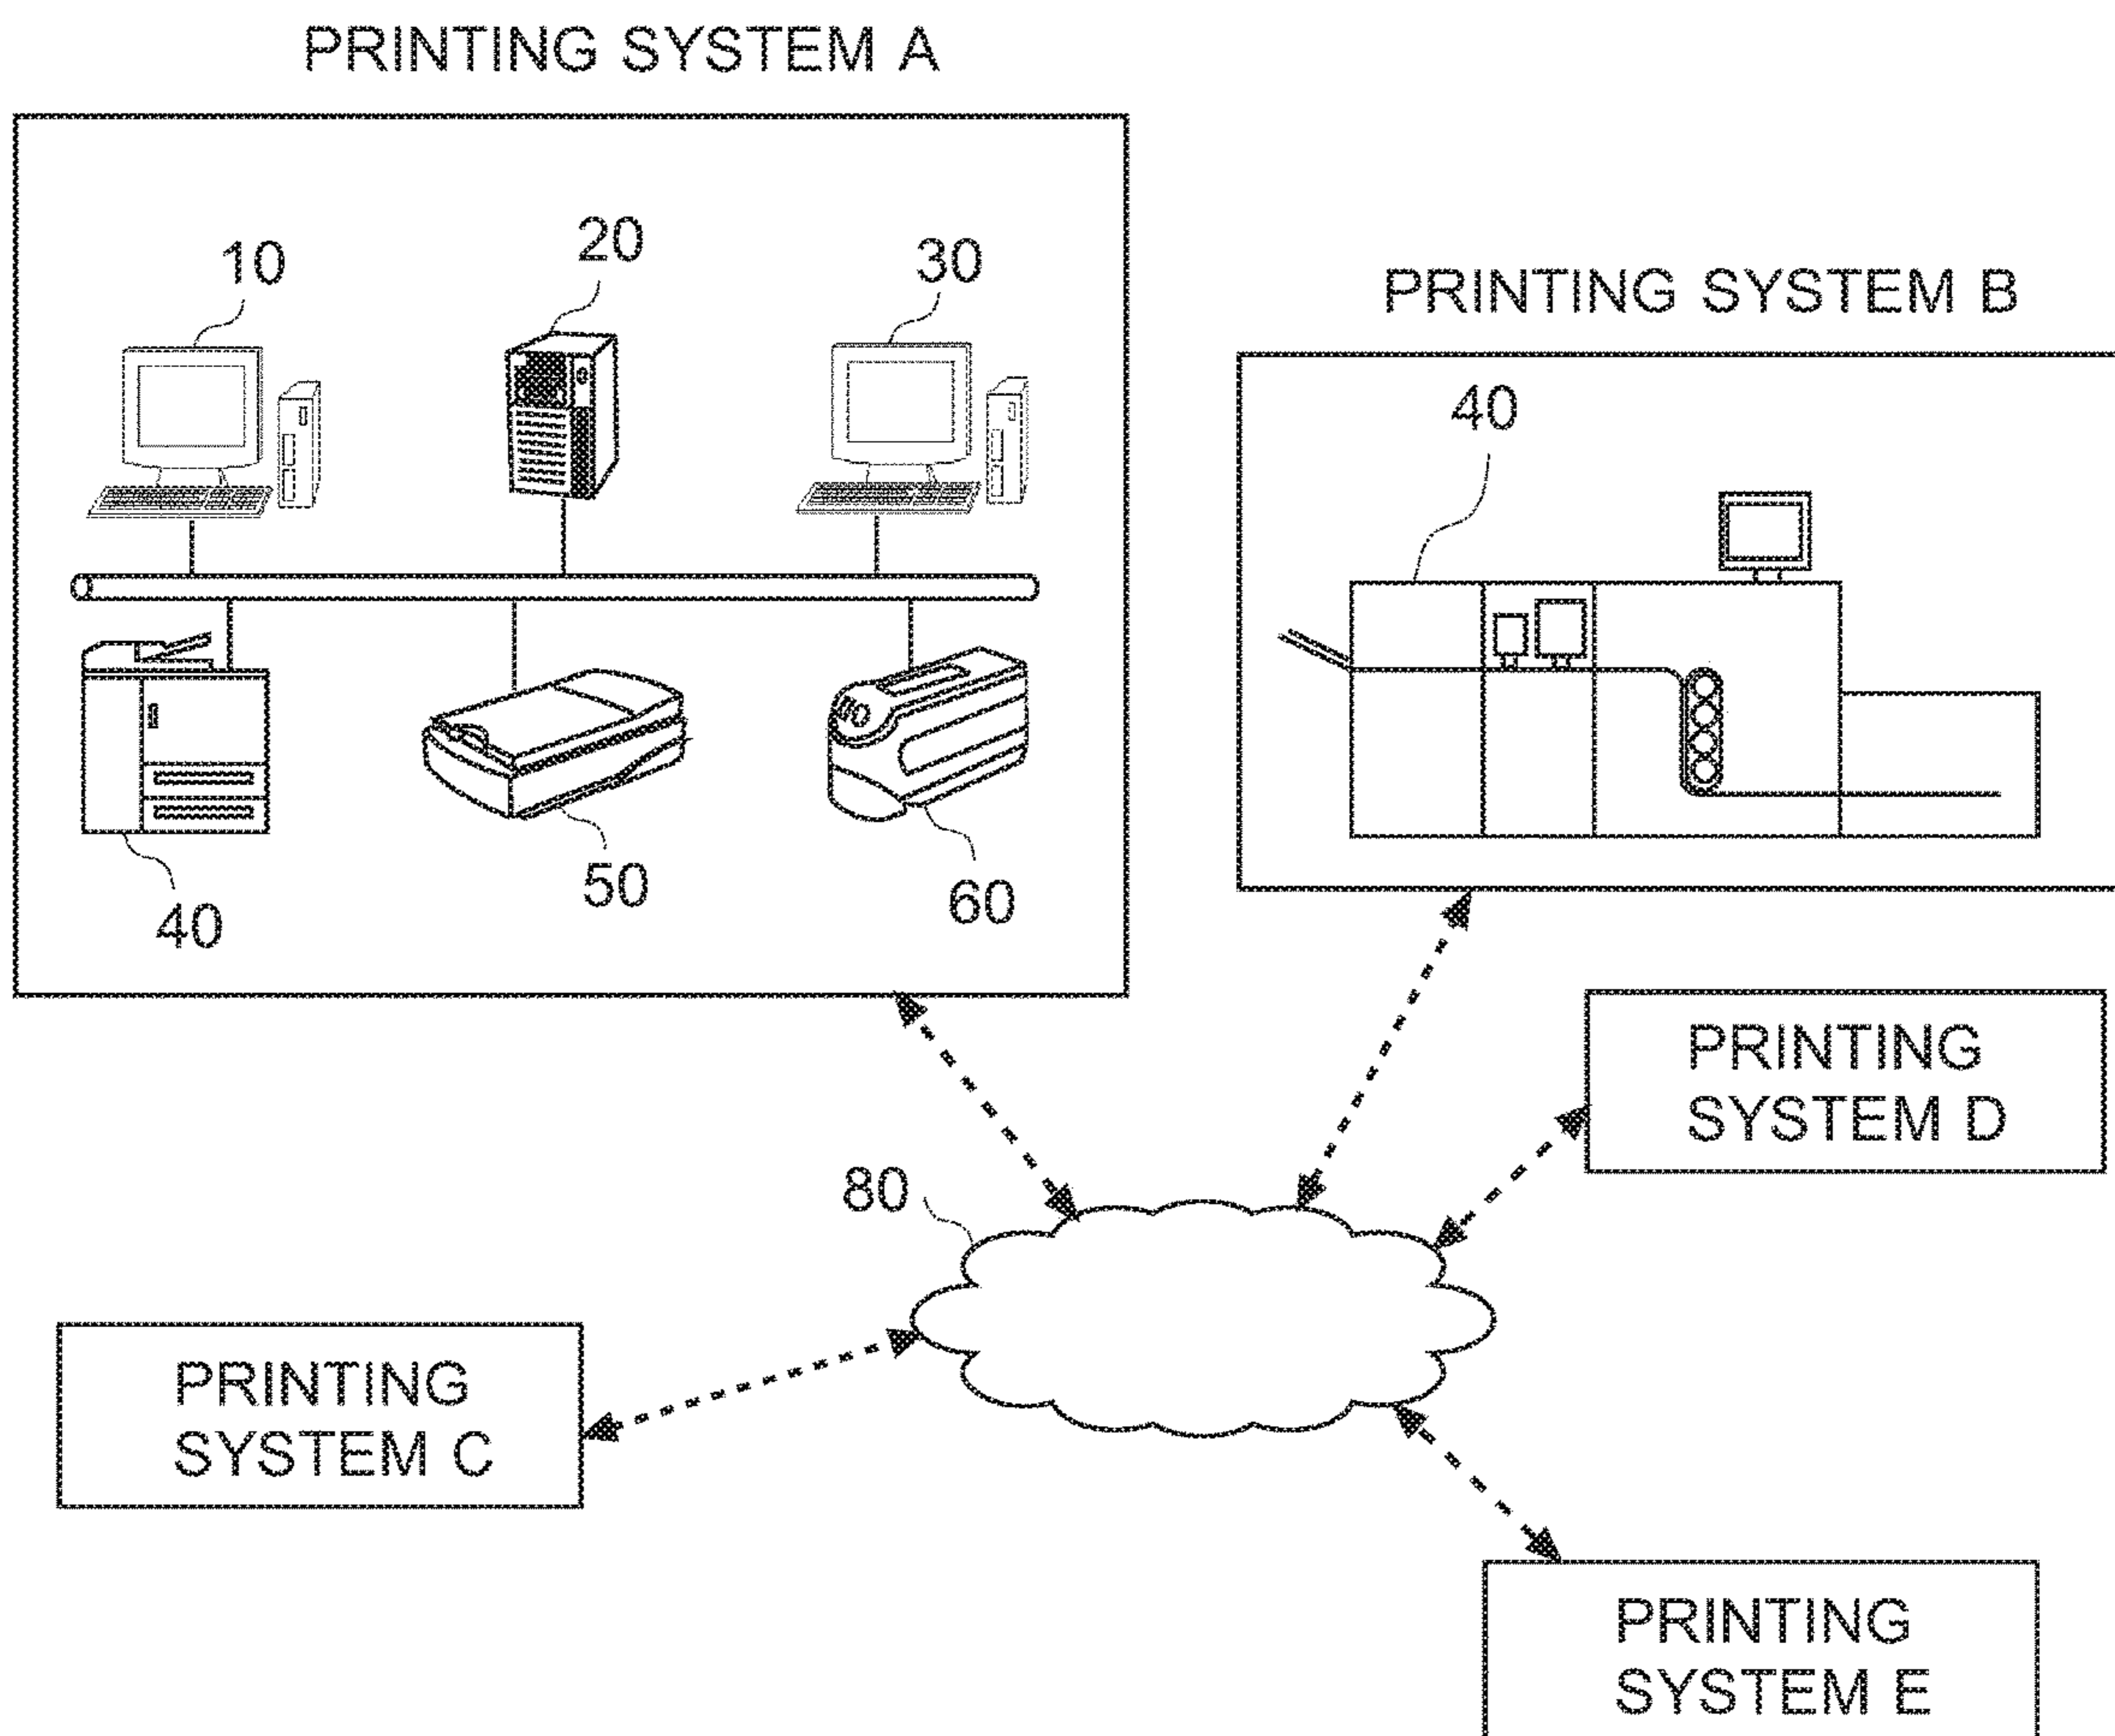 PRINTING SYSTEM A
10
20
30
40
50
60
PRINTING SYSTEM B
40
PRINTING
SYSTEM D
80
PRINTING
SYSTEM C
PRINTING
SYSTEM E